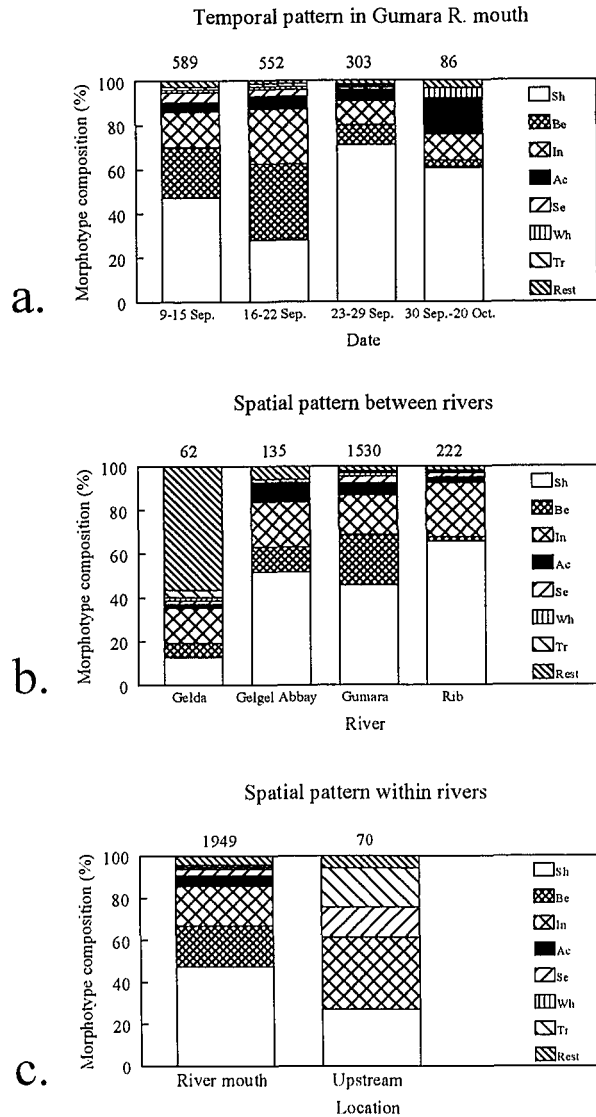 Temporal pattern in Gumara R. mouth
589 552 303 86
Morphotype composition (%)
100
80
60
40
20
0
9-15 Sep. 16-22 Sep. 23-29 Sep. 30 Sep.-20 Oct.
Date
Sh
Be
In
Ac
Se
Wh
Tr
Rest
a.
Spatial pattern between rivers
62 135 1530 222
Morphotype composition (%)
100
80
60
40
20
0
Gelda Gelgel Abbay Gumara Rib
River
Sh
Be
In
Ac
Se
Wh
Tr
Rest
b.
Spatial pattern within rivers
1949 70
Morphotype composition (%)
100
80
60
40
20
0
River mouth Upstream
Location
Sh
Be
In
Ac
Se
Wh
Tr
Rest
c.